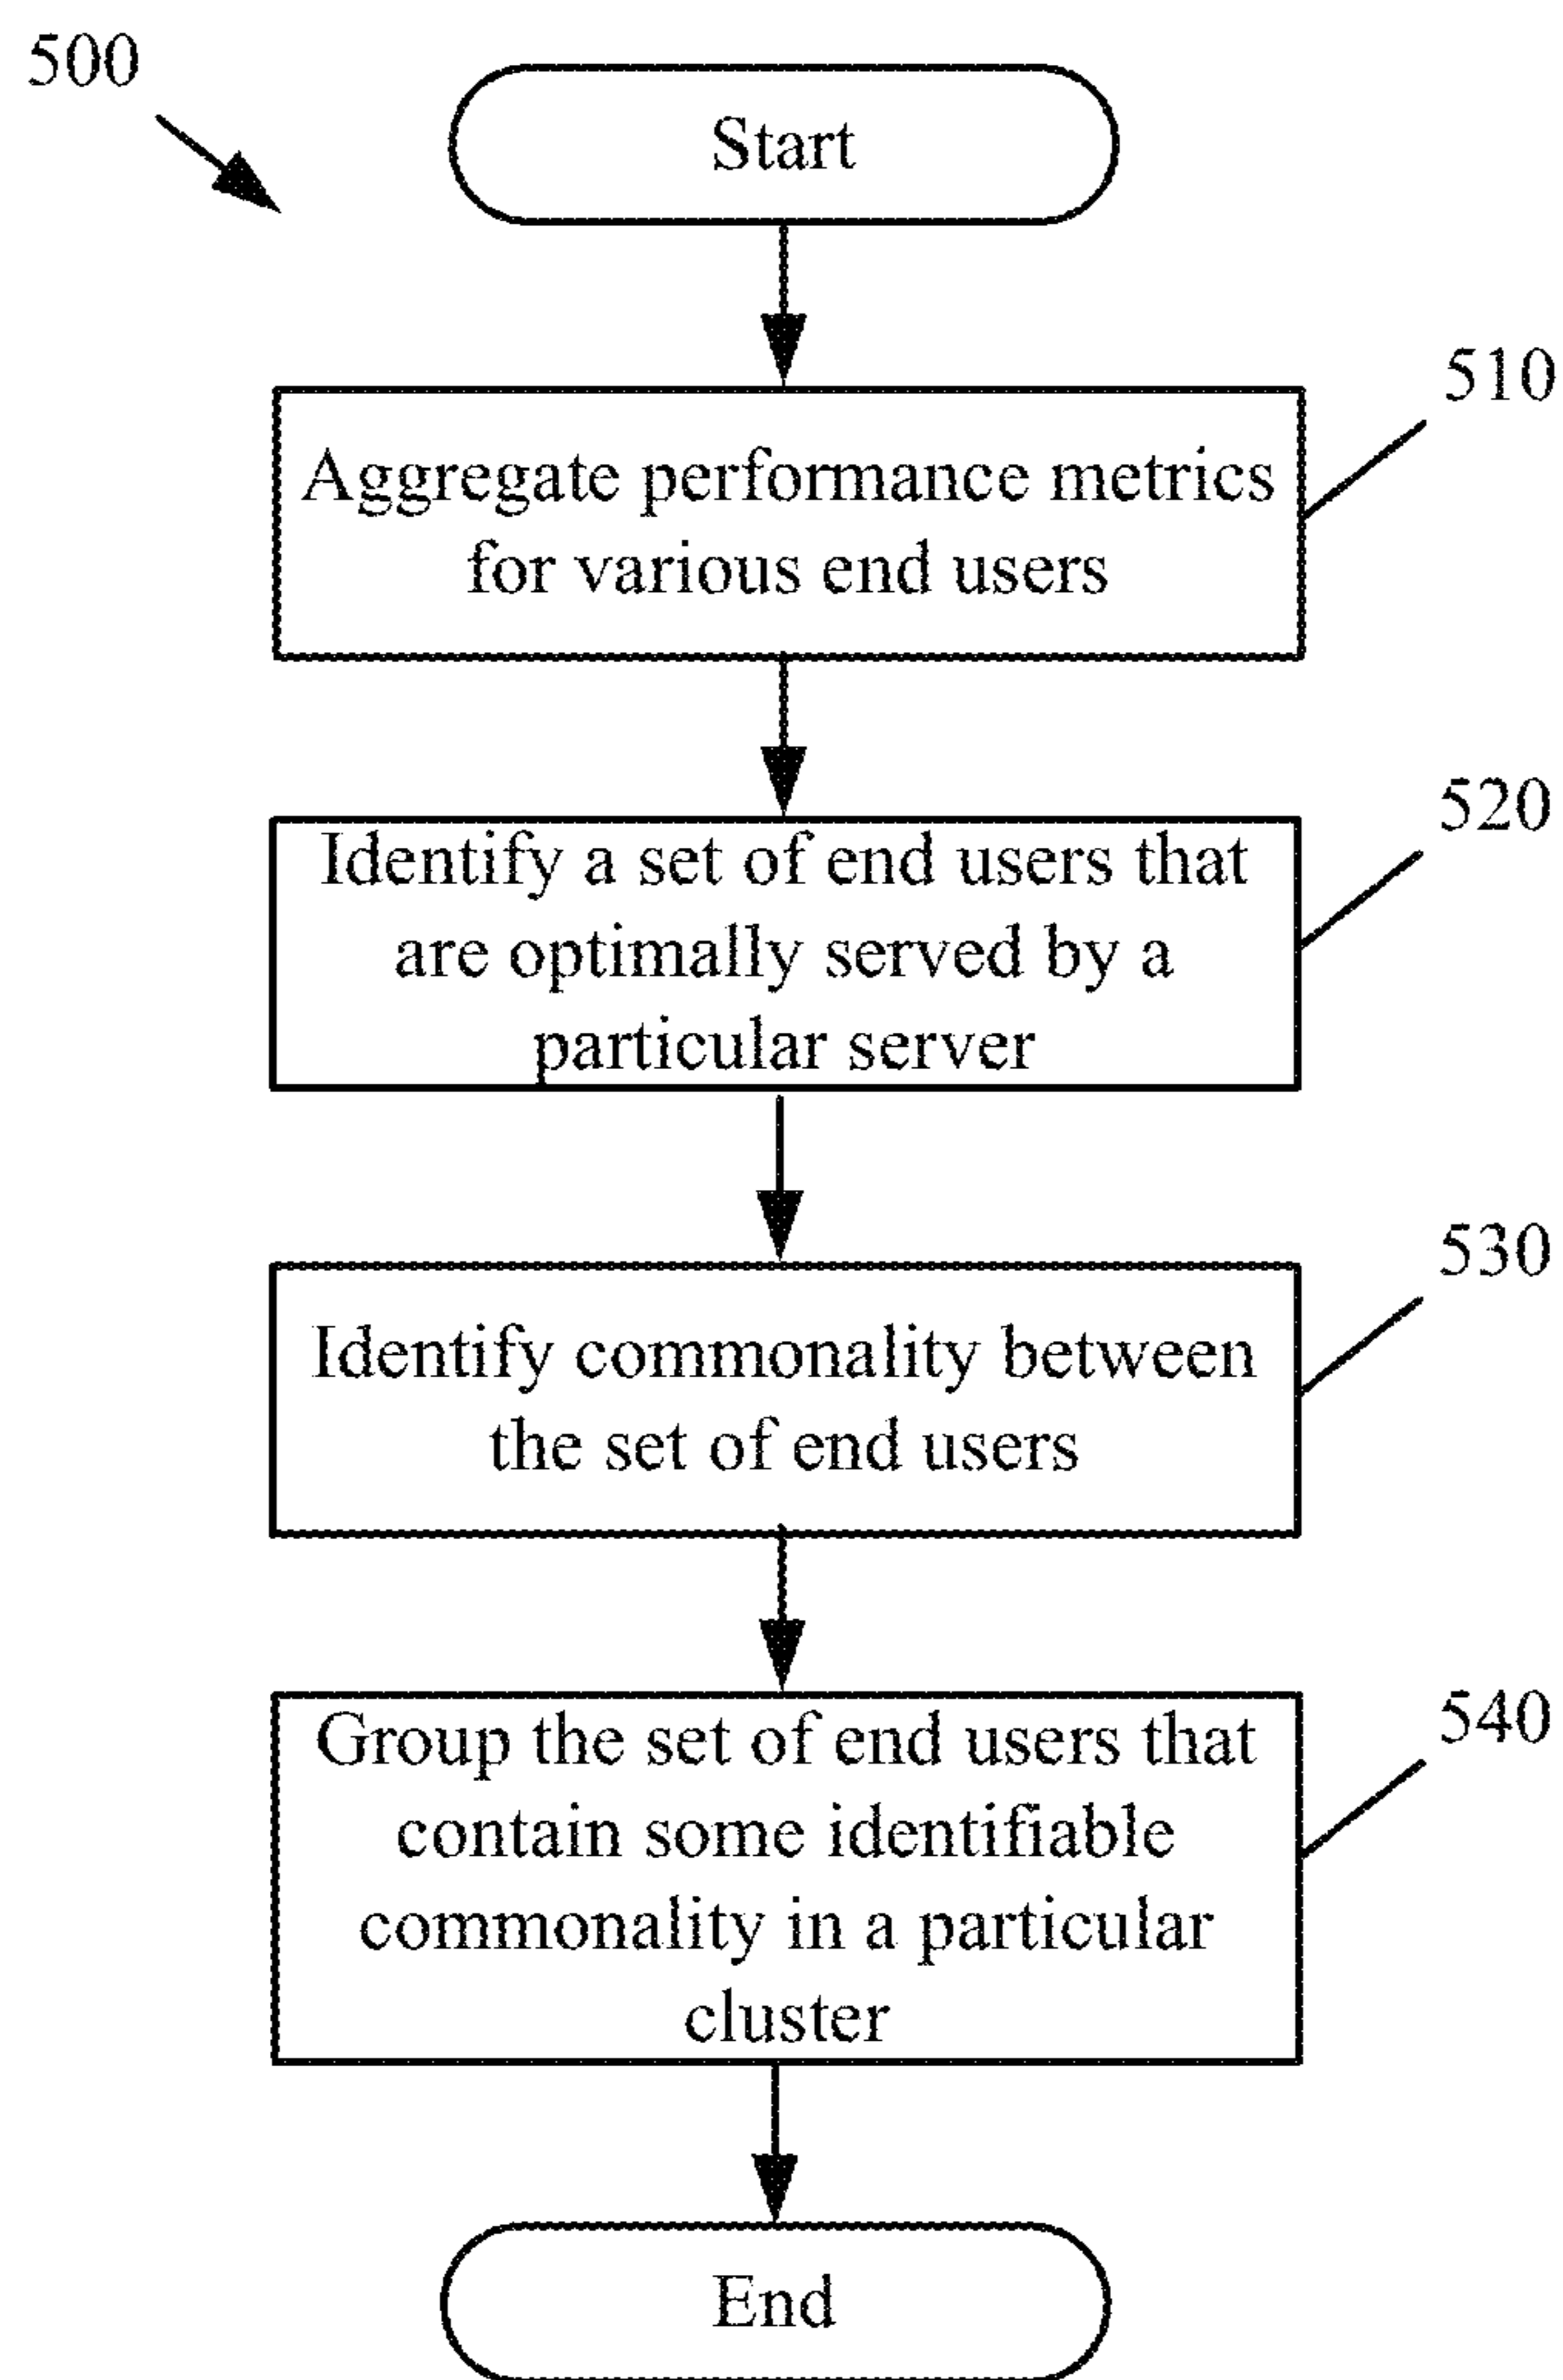 500
Start
510
Aggregate performance metrics
for various end users
520
Identify a set of end users that
are optimally served by a
particular server
530
Identify commonality between
the set of end users
540
Group the set of end users that
contain some identifiable
commonality in a particular
cluster
End